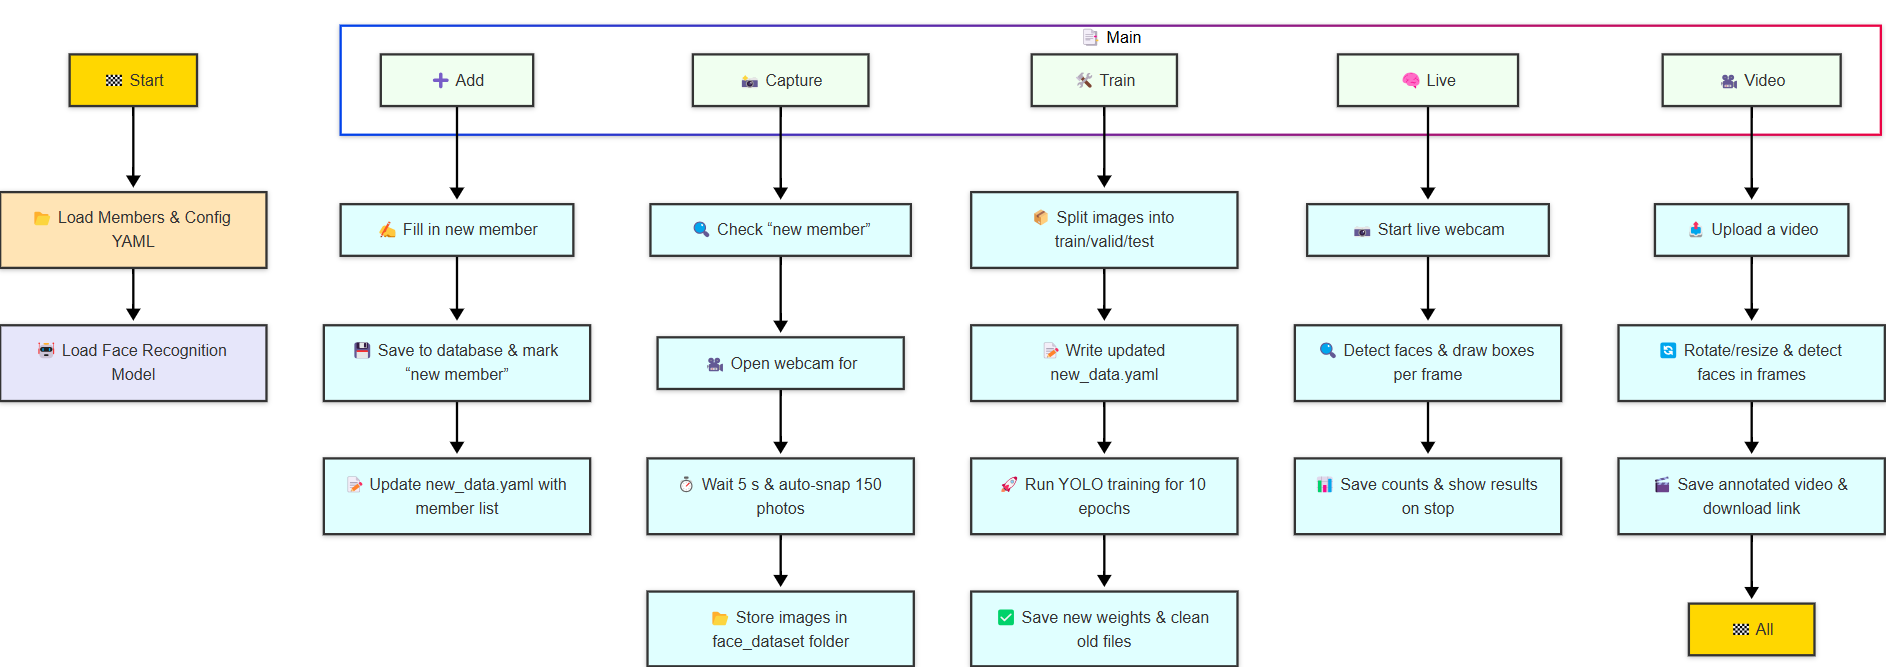 Main
Start
Add
Capture
Train
Live
Video
Load Members & Config
YAML
Fill in new member
Check “new member”
Split images into
train/valid/test
Start live webcam
Upload a video
Load Face Recognition
Model
Save to database & mark
“new member”
Open webcam for
Write updated
new_data.yaml
Detect faces & draw boxes
per frame
Rotate/resize & detect
faces in frames
Update new_data.yaml with
member list
Wait 5 s & auto-snap 150
photos
Run YOLO training for 10
epochs
Save counts & show results
on stop
Save annotated video &
download link
Store images in
face_dataset folder
Save new weights & clean
old files
All